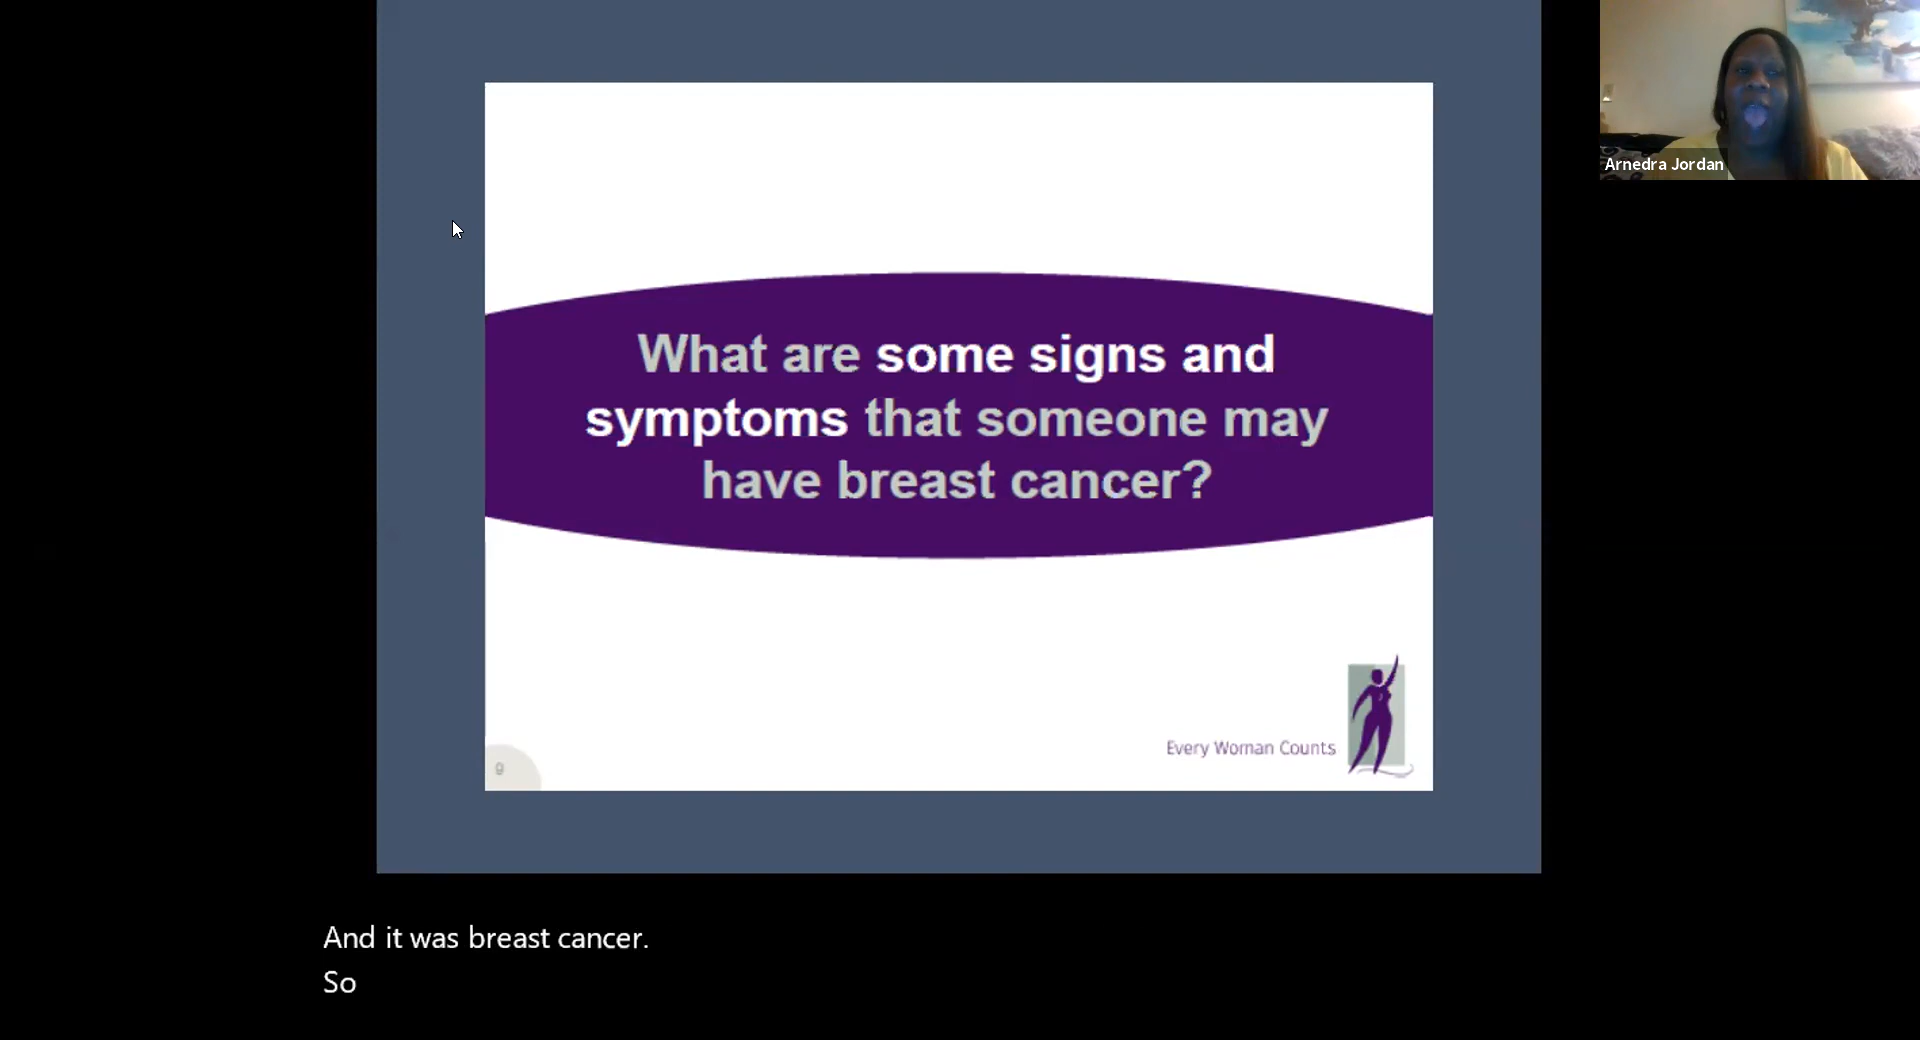 Arnedra Jordan
What are some signs and
symptoms that someone may
have breast cancer?
Every Woman Counts
9
And it was breast cancer.
So